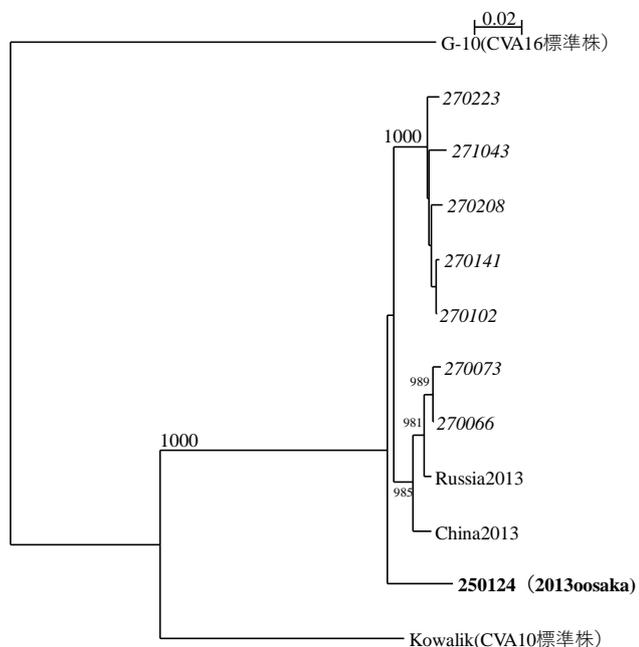 0.02
G-10(CVA16標準株）
270223
1000
271043
270208
270141
270102
270073
989
981
270066
1000
Russia2013
985
China2013
250124（2013oosaka)
Kowalik(CVA10標準株）